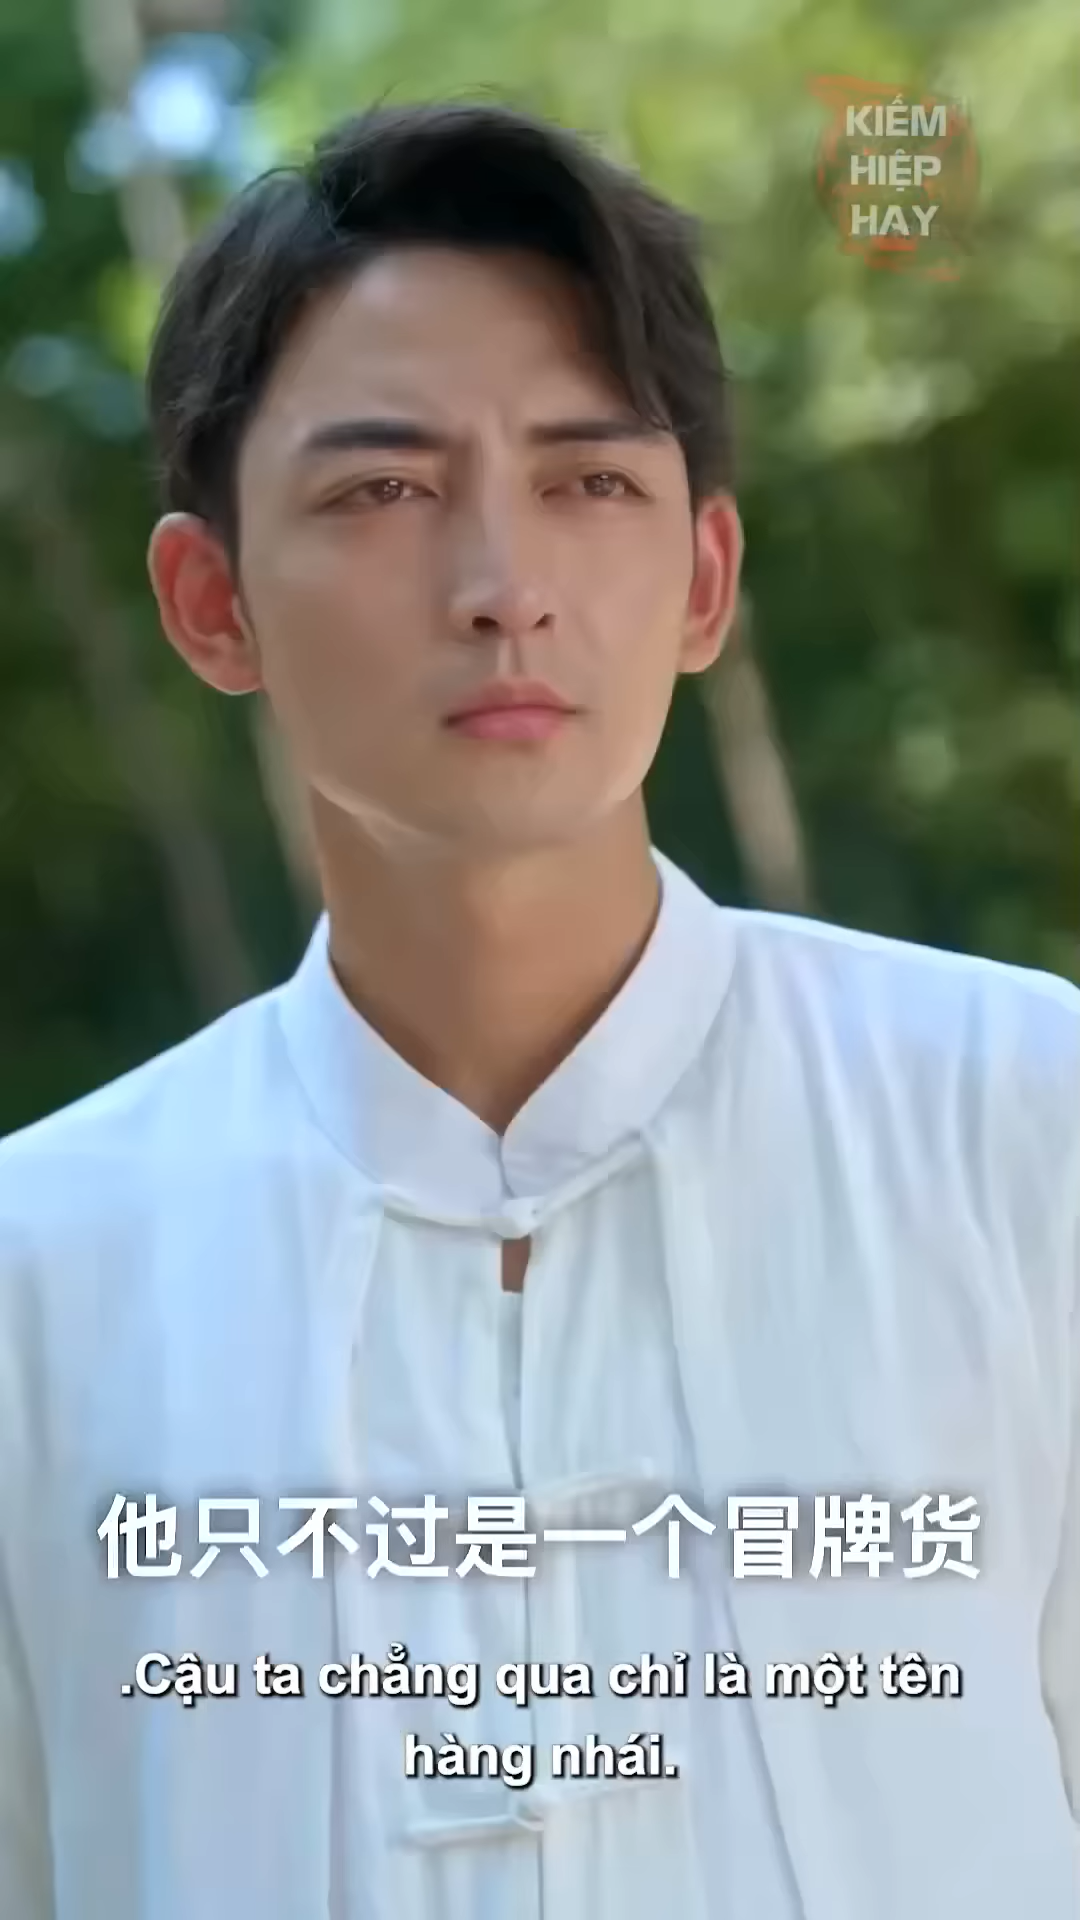 KIẾM
HIỆP
HAY
他只不过是一个冒牌货
.Cậu ta chẳng qua chỉ là một tên
hàng nhái.